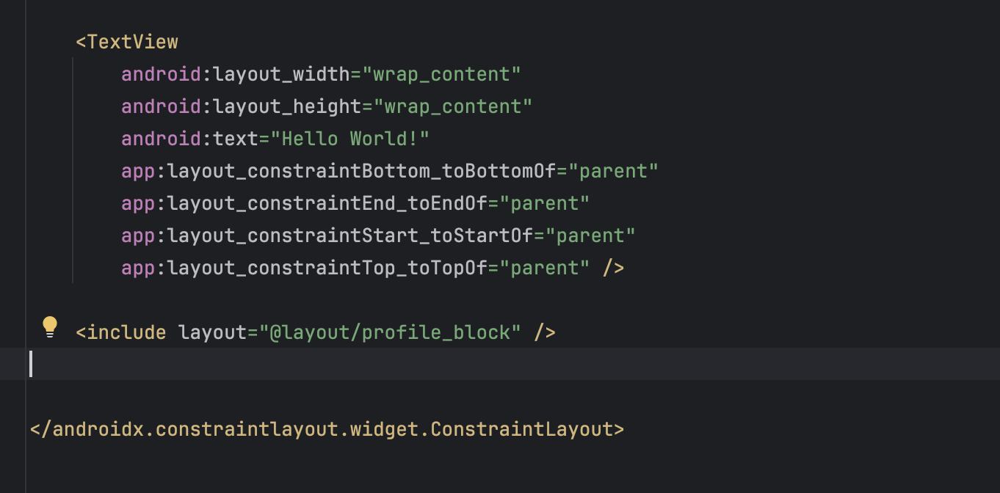 <TextView
android:layout_width="wrap_content"
android:layout_height="wrap_content"
android:text="Hello World!"
app:layout_constraintBottom_toBottomOf="parent"
app:layout_constraintEnd_toEndOf="parent"
app:layout_constraintStart_toStartOf="parent"
app:layout_constraintTop_toTopOf="parent" />
<include layout="@layout/profile_block" />
</androidx.constraintlayout.widget.ConstraintLayout>